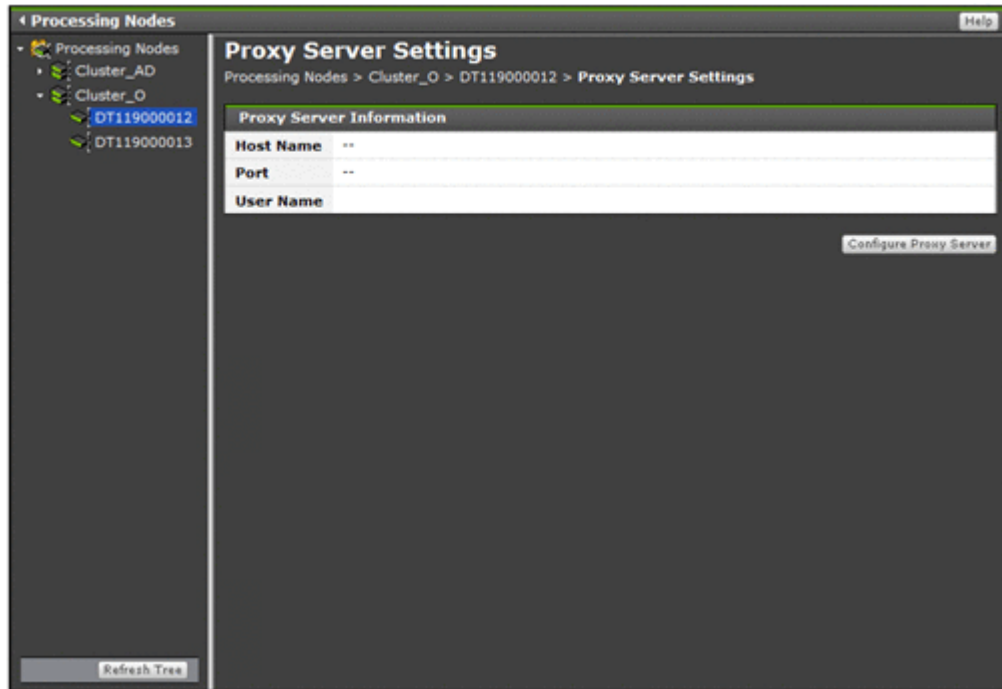 Processing Nodes
Help
Processing Nodes
Cluster_AD
Cluster_O
DT119000012
DT119000013
Refresh Tree
Proxy Server Settings
Processing Nodes > Cluster_O > DT119000012 > Proxy Server Settings
Proxy Server Information
Host Name --
Port --
User Name
Configure Proxy Server